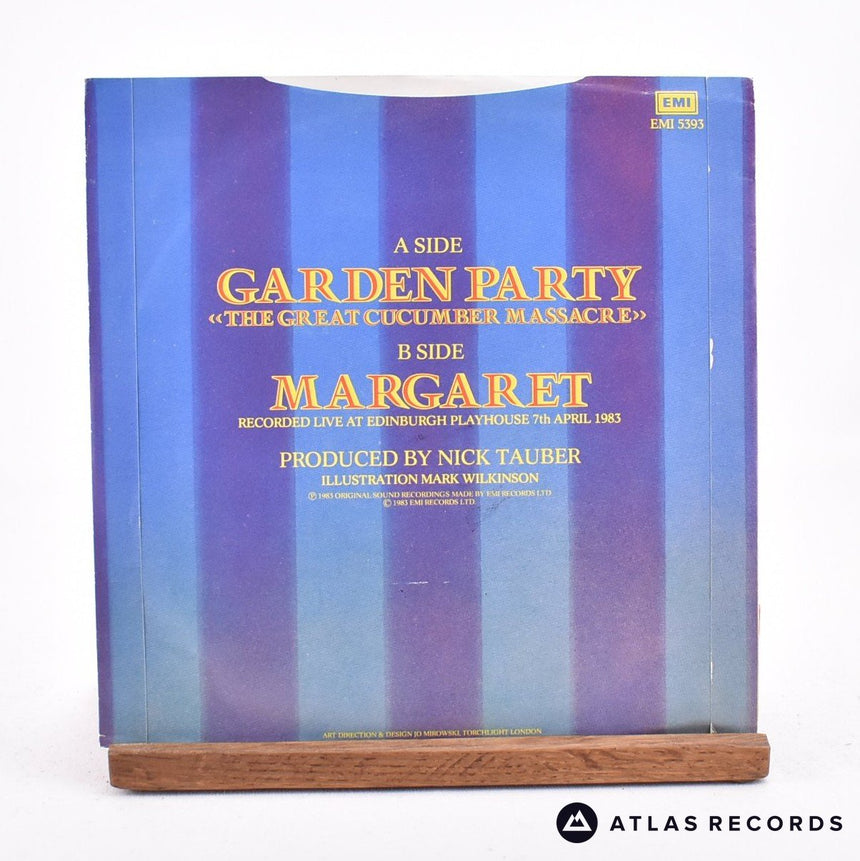 EMI
EMI 5393
A SIDE
GARDEN PARTY
‹‹THE GREAT CUCUMBER MASSACRE››
B SIDE
MARGARET
RECORDED LIVE AT EDINBURGH PLAYHOUSE 7th APRIL 1983
PRODUCED BY NICK TAUBER
ILLUSTRATION MARK WILKINSON
Ⓟ 1983 ORIGINAL SOUND RECORDINGS MADE BY EMI RECORDS LTD
© 1983 EMI RECORDS LTD
ART DIRECTION & DESIGN JO MIROWSKI, TORCHLIGHT LONDON
ATLAS RECORDS